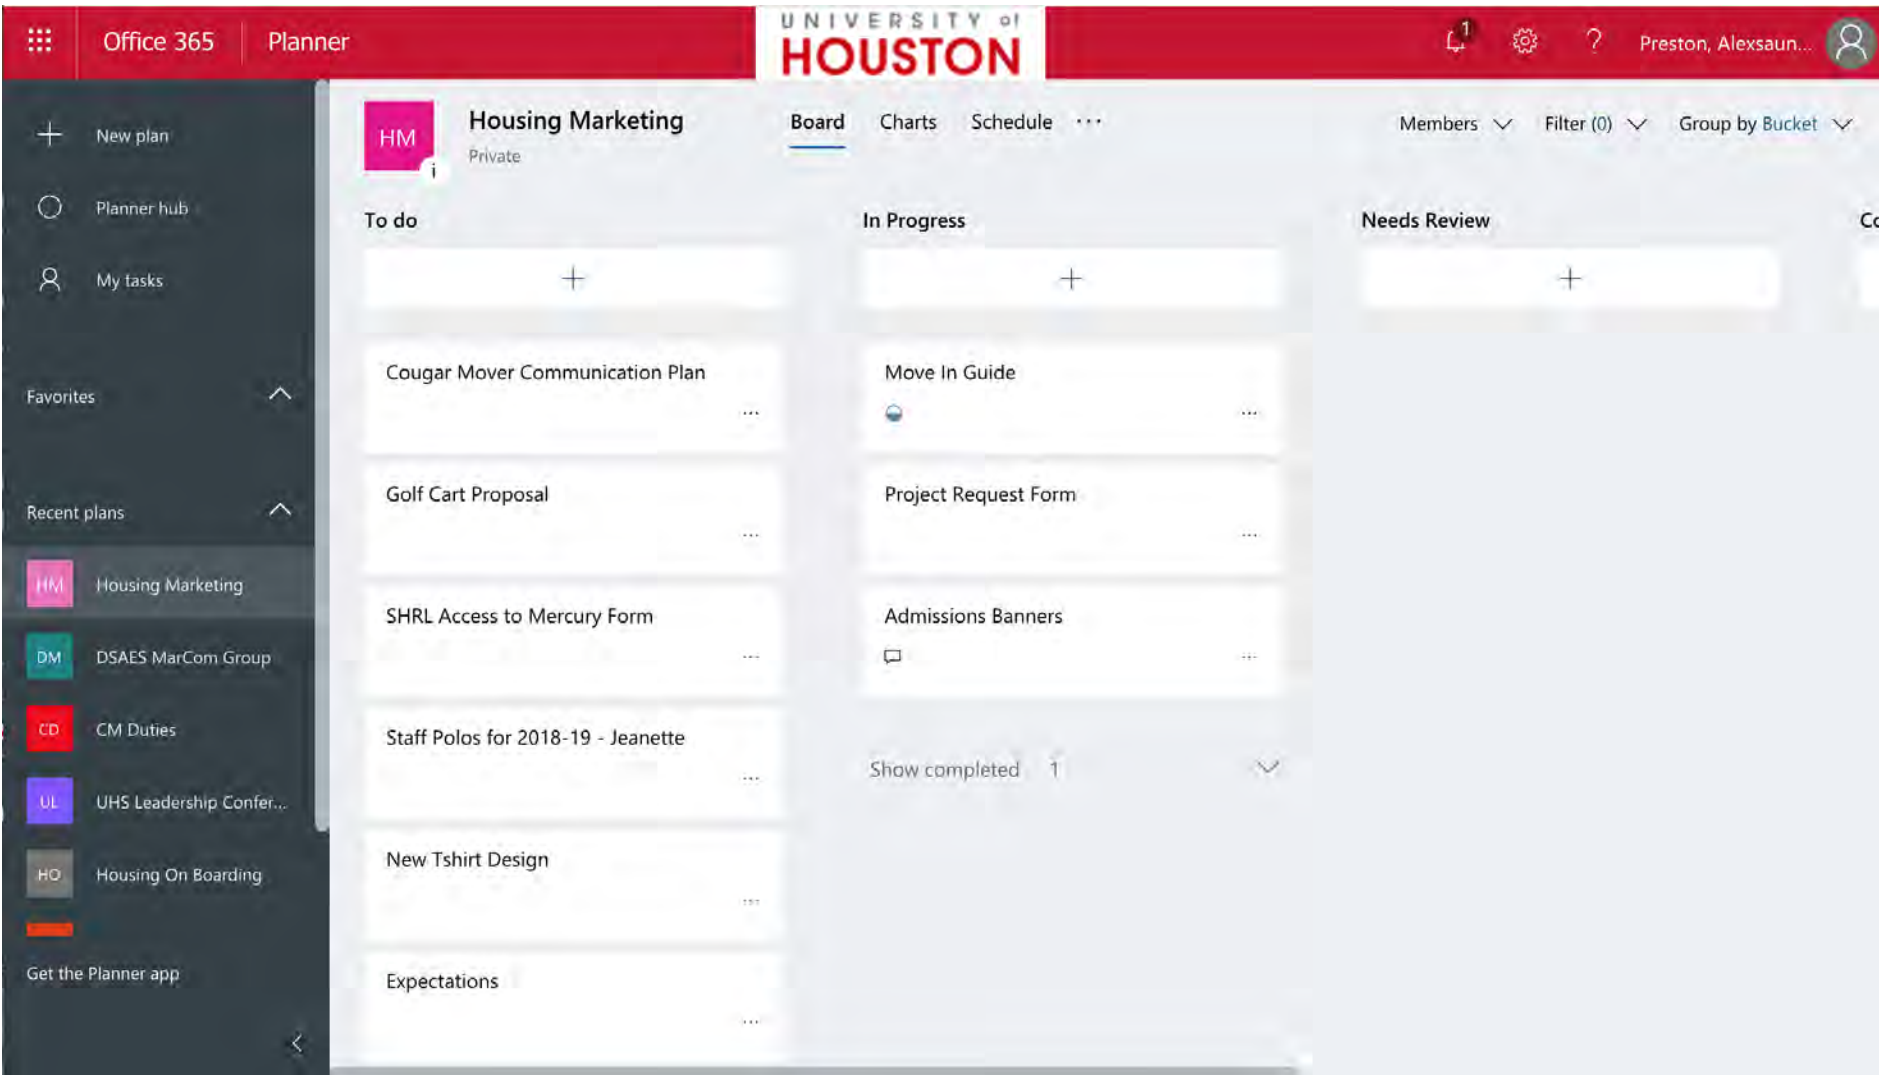 Office 365
Planner
UNIVERSITY of
HOUSTON
1
?
Preston, Alexsaun...
New plan
Planner hub
My tasks
Favorites
Recent plans
HM
Housing Marketing
DM
DSAES MarCom Group
CD
CM Duties
UL
UHS Leadership Confer...
HO
Housing On Boarding
Get the Planner app
HM
i
Housing Marketing
Private
Board
Charts
Schedule
...
Members
Filter (0)
Group by Bucket
To do
+
Cougar Mover Communication Plan
...
Golf Cart Proposal
...
SHRL Access to Mercury Form
...
Staff Polos for 2018-19 - Jeanette
...
New Tshirt Design
...
Expectations
...
In Progress
+
Move In Guide
...
Project Request Form
...
Admissions Banners
...
Show completed 1
Needs Review
+